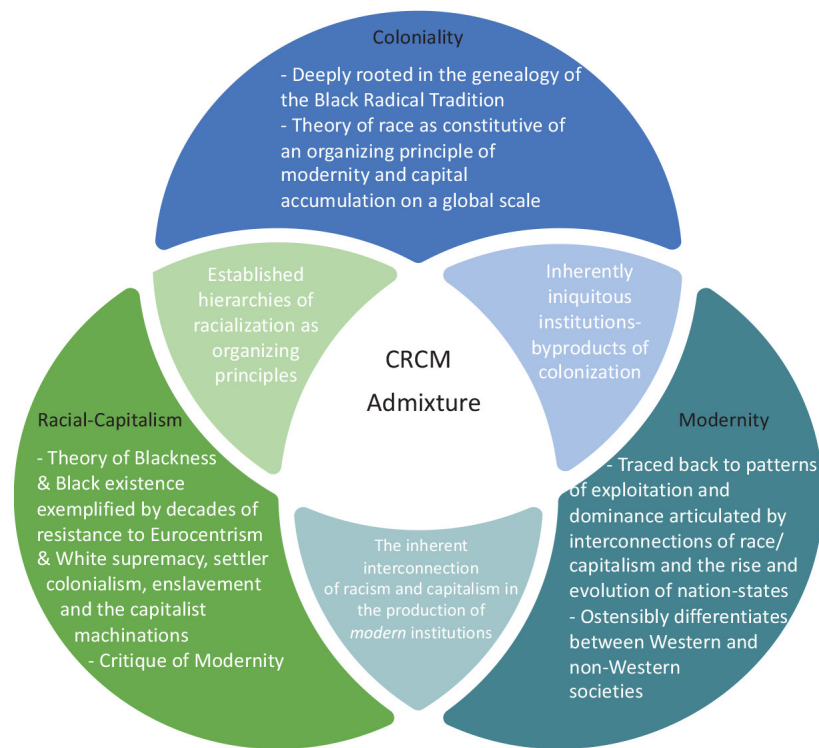 Coloniality
- Deeply rooted in the genealogy of
the Black Radical Tradition
- Theory of race as constitutive of
an organizing principle of
modernity and capital
accumulation on a global scale
Established
hierarchies of
racialization as
organizing
principles
Inherently
iniquitous
institutions-
byproducts of
colonization
CRCM
Admixture
Racial-Capitalism
- Theory of Blackness
& Black existence
exemplified by decades of
resistance to Eurocentrism
& White supremacy, settler
colonialism, enslavement
and the capitalist
machinations
- Critique of Modernity
Modernity
- Traced back to patterns
of exploitation and
dominance articulated by
interconnections of race/
capitalism and the rise and
evolution of nation-states
- Ostensibly differentiates
between Western and
non-Western
societies
The inherent
interconnection
of racism and capitalism in
the production of
modern institutions